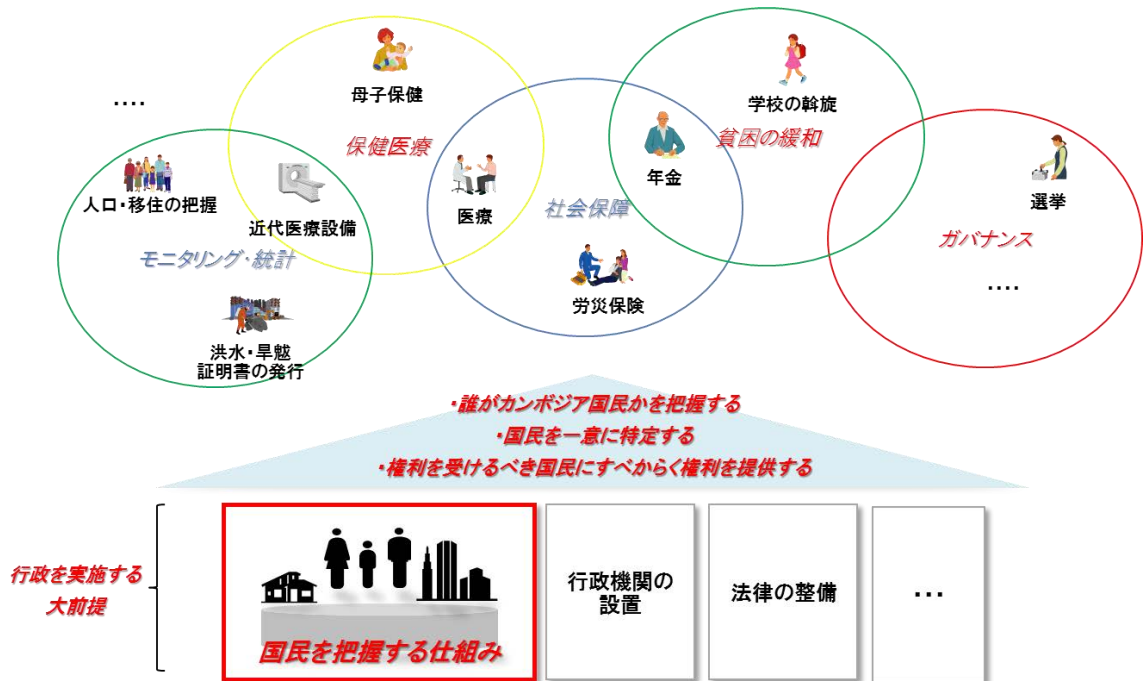 ....
母子保健
保健医療
学校の斡旋
貧困の緩和
人口・移住の把握
近代医療設備
モニタリング・統計
医療
社会保障
年金
選挙
ガバナンス
....
労災保険
洪水・旱魃
証明書の発行
・誰がカンボジア国民かを把握する
・国民を一意に特定する
・権利を受けるべき国民にすべからく権利を提供する
行政を実施する
大前提
国民を把握する仕組み
行政機関の
設置
法律の整備
...